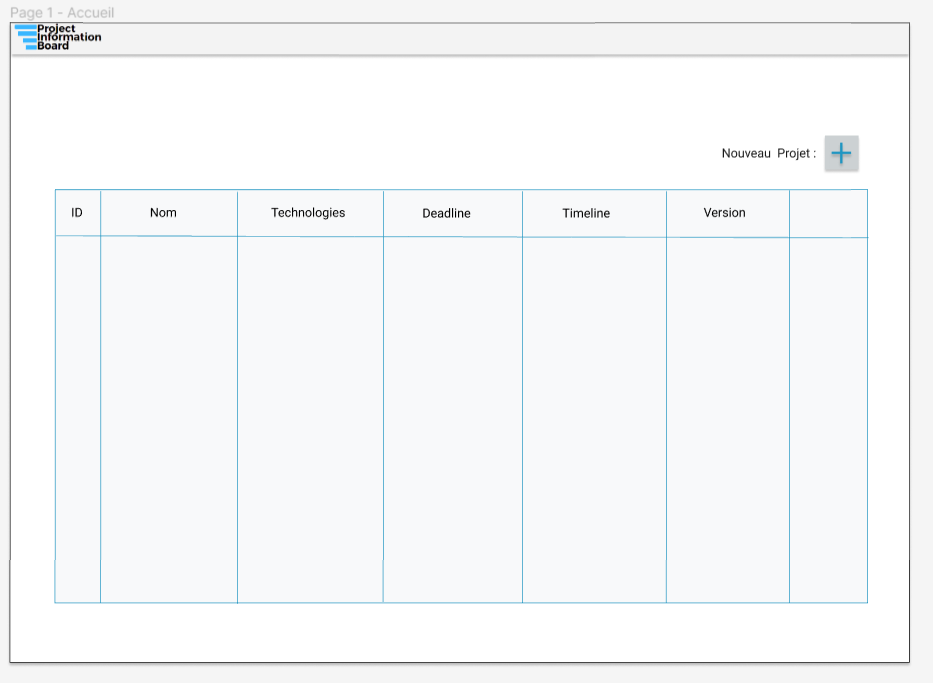 Page 1 - Accueil
Project
Information
Board
Nouveau Projet :
ID Nom Technologies Deadline Timeline Version